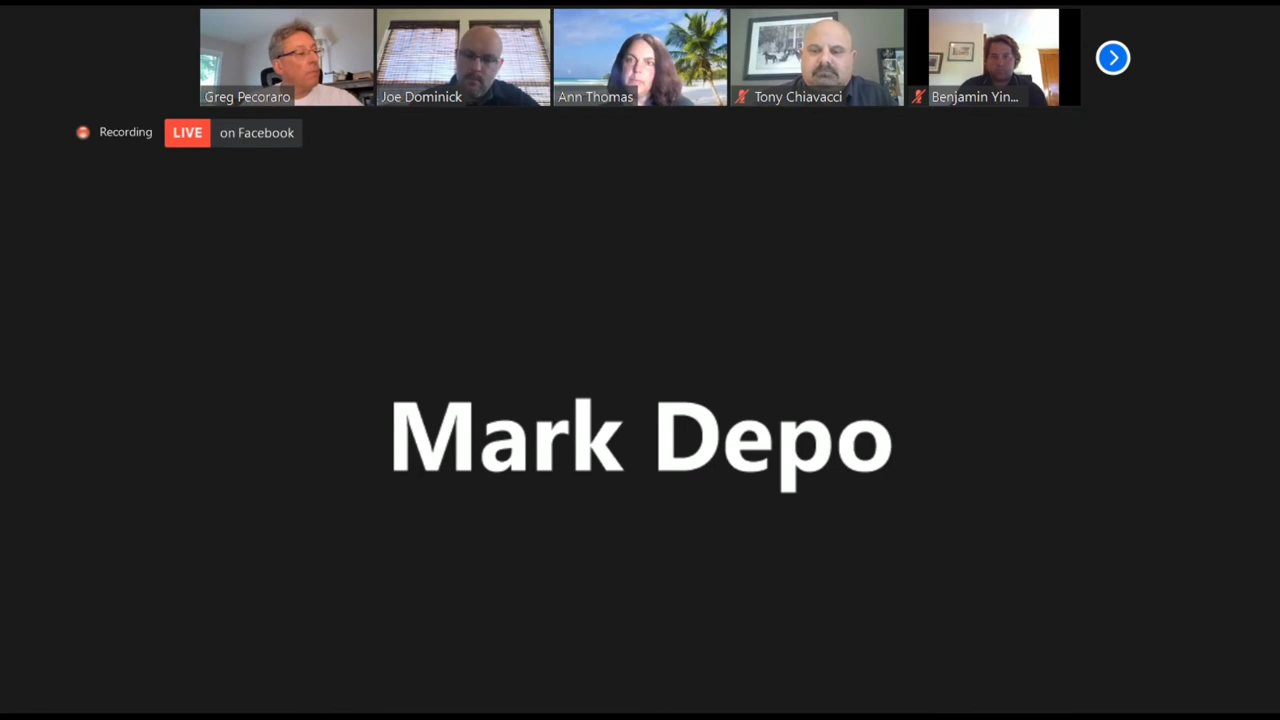 Greg Pecoraro
Joe Dominick
Ann Thomas
Tony Chiavacci
Benjamin Yin...
Recording
LIVE on Facebook
Mark Depo